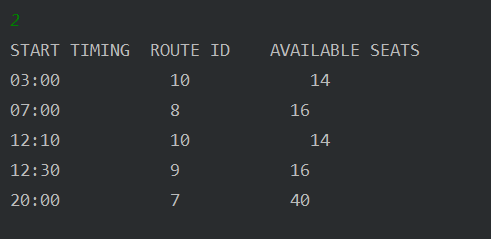 2
START TIMING  ROUTE ID    AVAILABLE SEATS
03:00           10            14
07:00           8           16
12:10           10            14
12:30           9           16
20:00           7           40